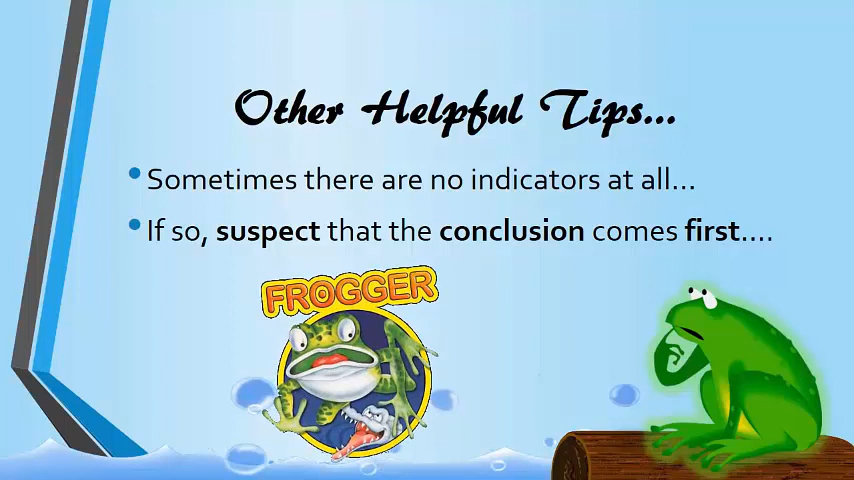 Other Helpful Tips...
Sometimes there are no indicators at all...
If so, suspect that the conclusion comes first....
FROGGER